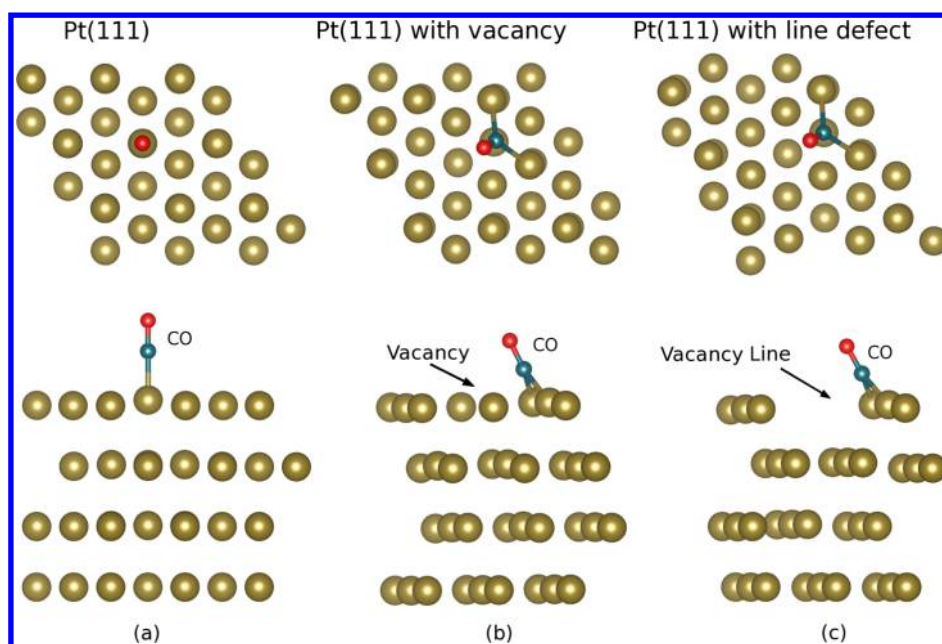 Pt(111)
Pt(111) with vacancy
Pt(111) with line defect
CO
Vacancy
CO
Vacancy Line
CO
(a)
(b)
(c)